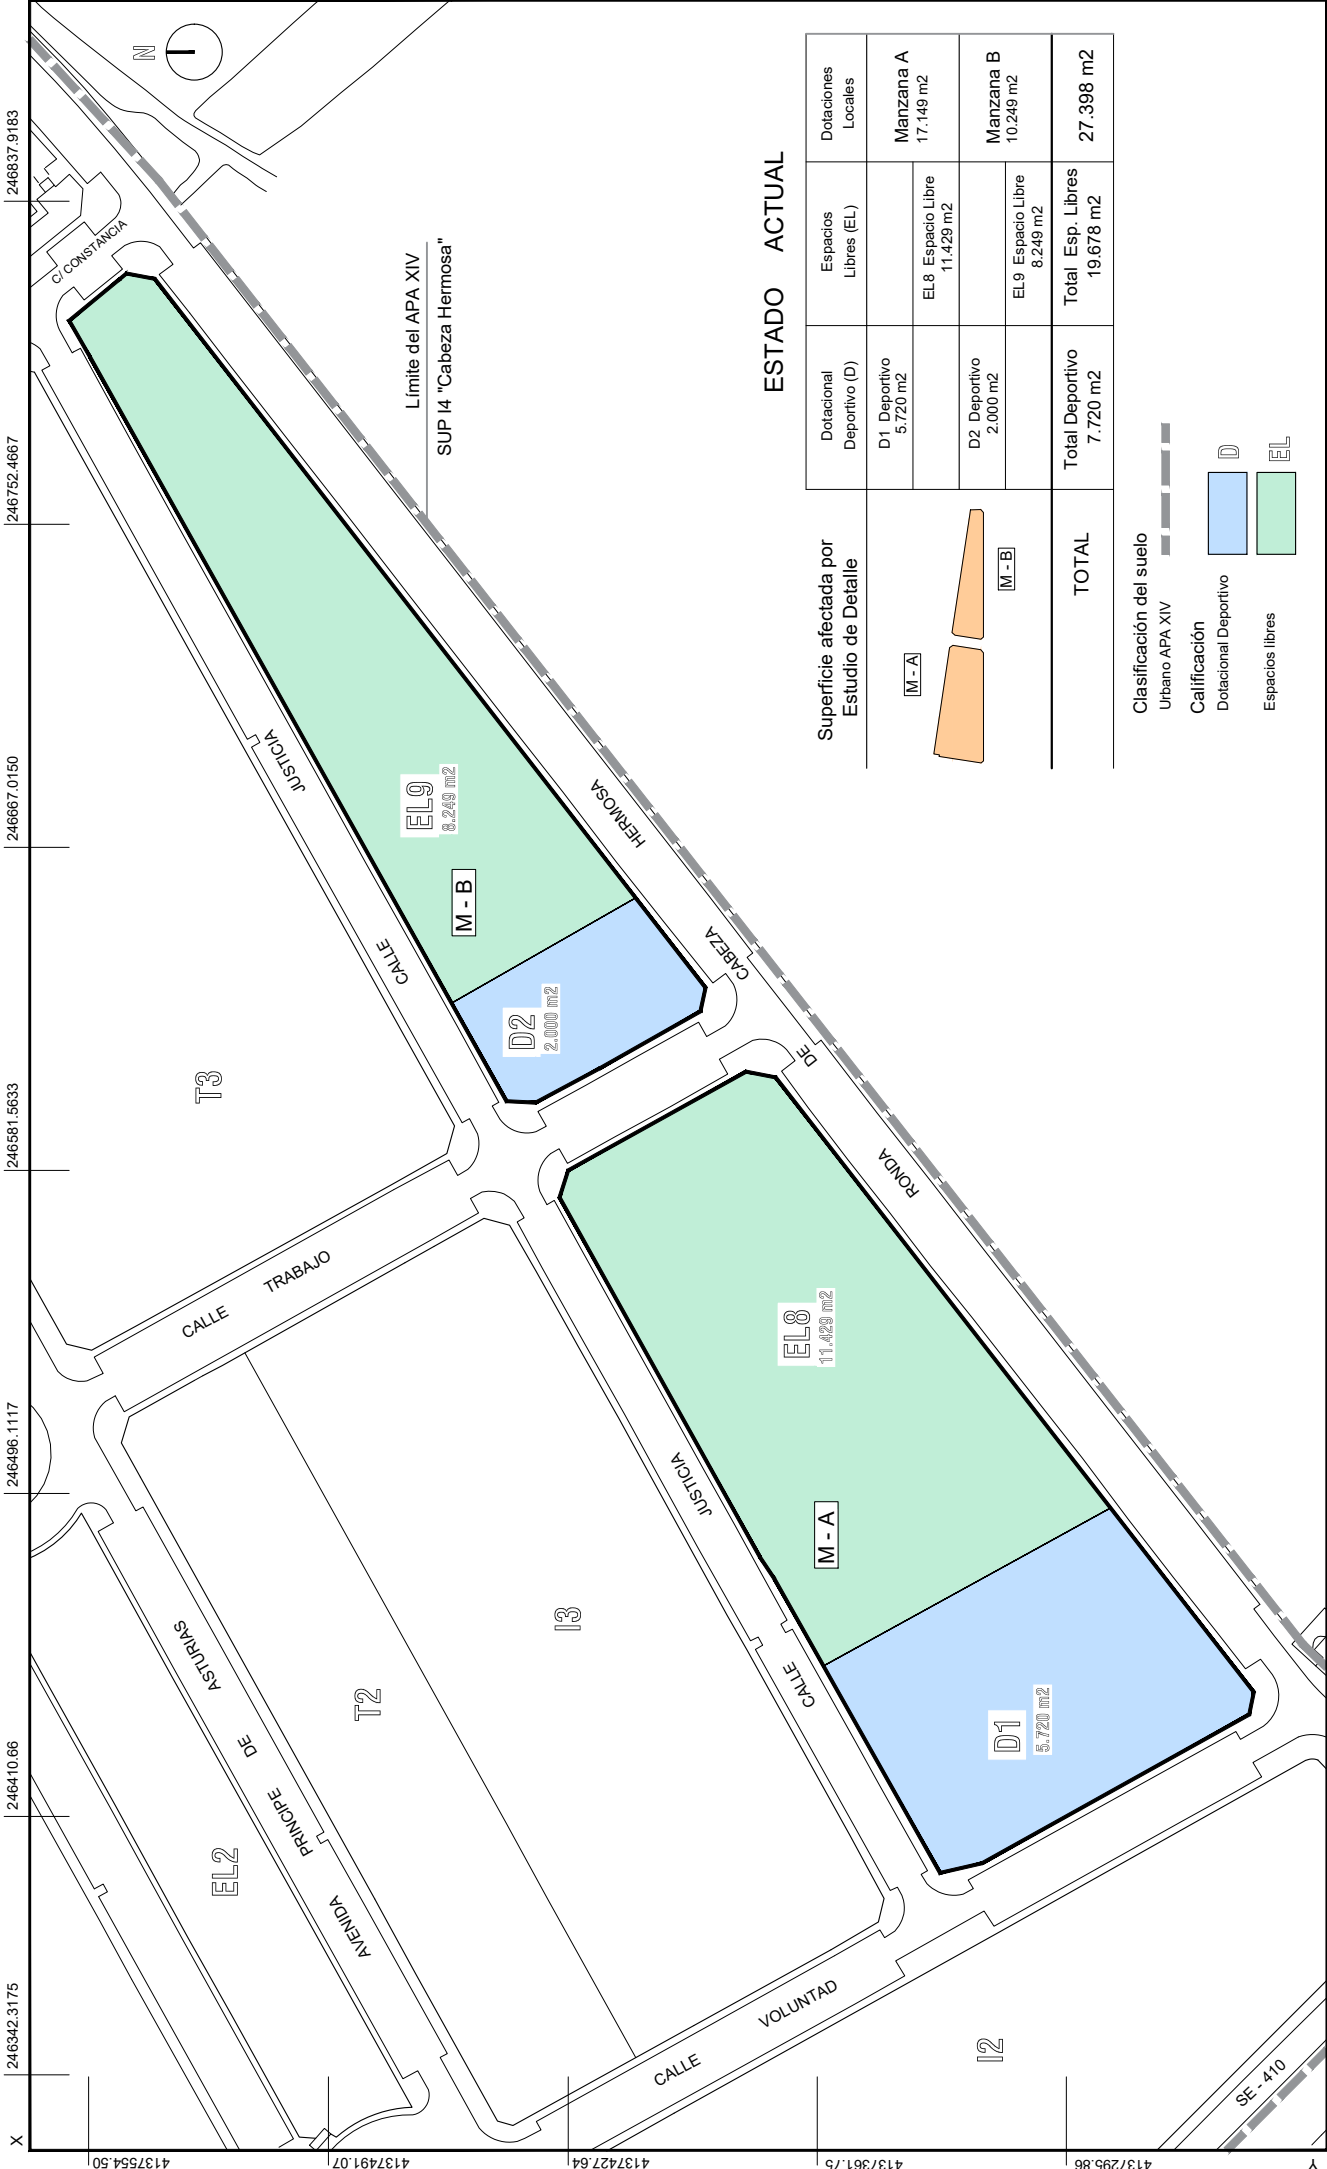 X
246342.3175
246410.66
246496.1117
246581.5633
246667.0150
246752.4667
246837.9183
N
Y
4137554.50
4137491.07
4137427.64
4137361.75
4137295.86
C/ CONSTANCIA
Límite del APA XIV
SUP I4 "Cabeza Hermosa"
CALLE JUSTICIA
EL9
8.249 m2
M - B
D2
2.000 m2
RONDA DE CABEZA HERMOSA
T3
CALLE TRABAJO
EL8
11.429 m2
M - A
CALLE JUSTICIA
D1
5.720 m2
I3
T2
AVENIDA PRINCIPE DE ASTURIAS
EL2
CALLE VOLUNTAD
I2
SE - 410
ESTADO ACTUAL
Superficie afectada por
Estudio de Detalle
Dotacional
Deportivo (D)
Espacios
Libres (EL)
Dotaciones
Locales
M - A
D1 Deportivo
5.720 m2
EL8 Espacio Libre
11.429 m2
Manzana A
17.149 m2
M - B
D2 Deportivo
2.000 m2
EL9 Espacio Libre
8.249 m2
Manzana B
10.249 m2
TOTAL
Total Deportivo
7.720 m2
Total Esp. Libres
19.678 m2
27.398 m2
Clasificación del suelo
Urbano APA XIV
Calificación
Dotacional Deportivo
D
Espacios libres
EL